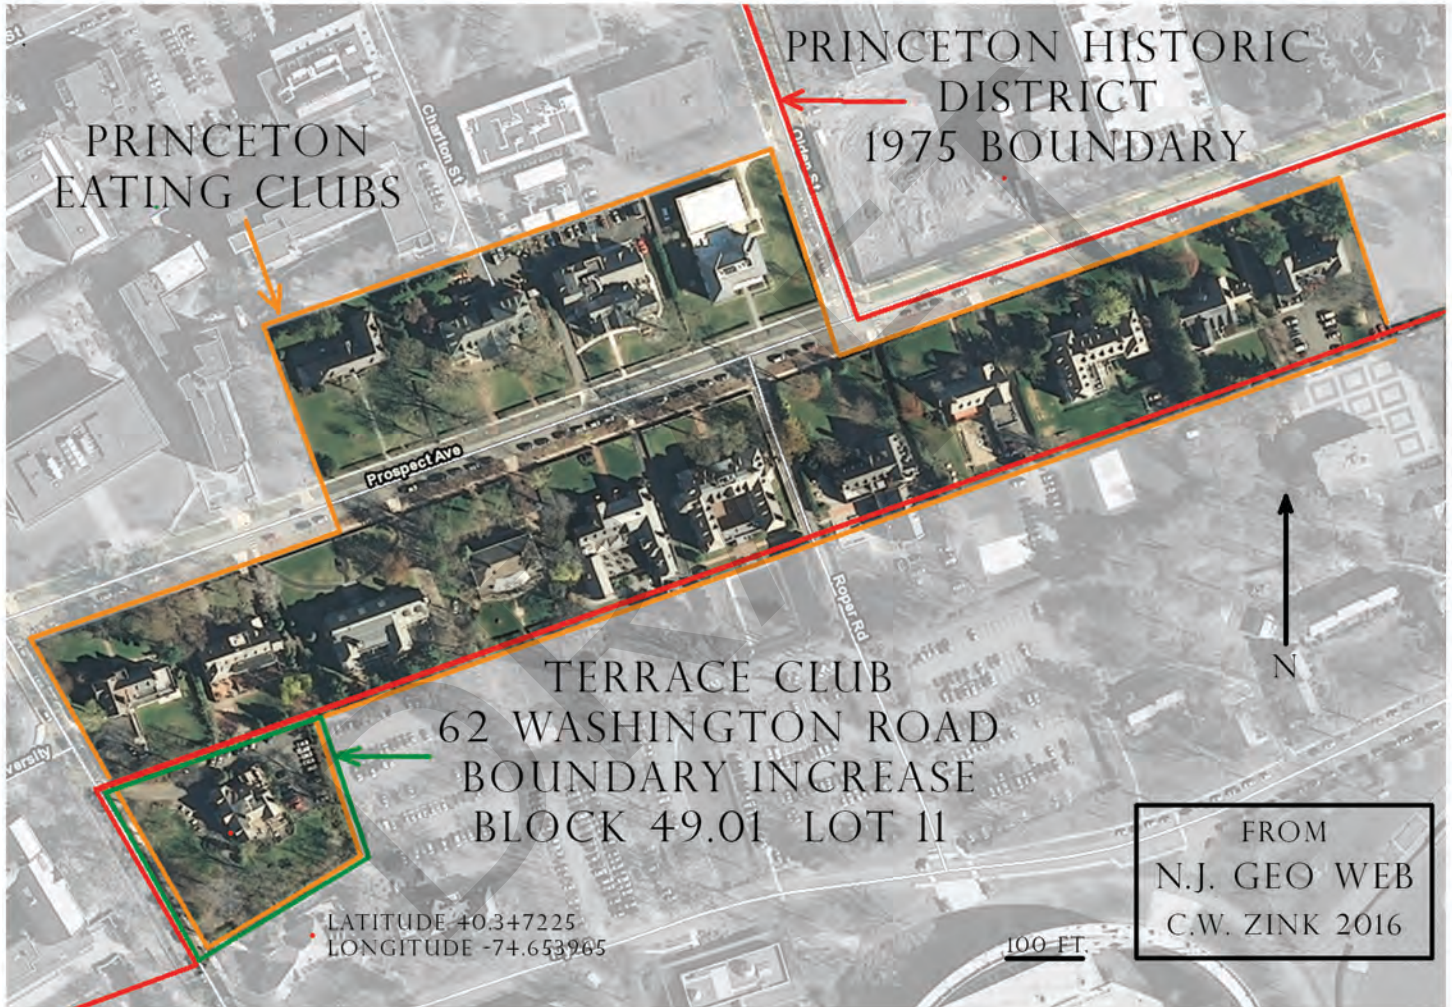 St
PRINCETON HISTORIC
DISTRICT
1975 BOUNDARY
PRINCETON
EATING CLUBS
Charlton St
Olden St
Prospect Ave
Roper Rd
N
TERRACE CLUB
62 WASHINGTON ROAD
BOUNDARY INCREASE
BLOCK 49.01 LOT 11
versity
LATITUDE 40.347225
LONGITUDE -74.653965
100 FT.
FROM
N.J. GEO WEB
C.W. ZINK 2016